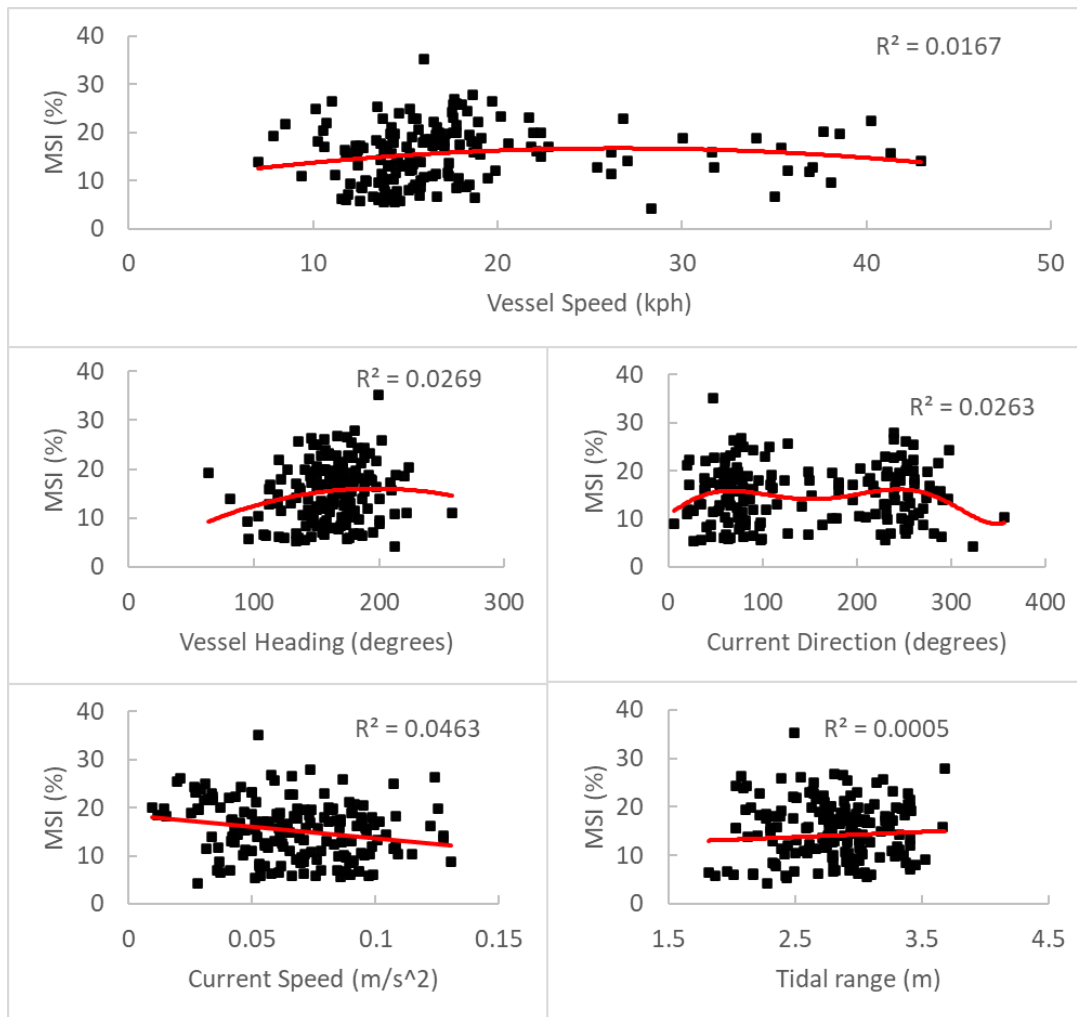 R² = 0.0167
MSI (%)
40
30
20
10
0
0 10 20 30 40 50
Vessel Speed (kph)
R² = 0.0269
MSI (%)
40
30
20
10
0
0 100 200 300
Vessel Heading (degrees)
R² = 0.0263
MSI (%)
40
30
20
10
0
0 100 200 300 400
Current Direction (degrees)
R² = 0.0463
MSI (%)
40
30
20
10
0
0 0.05 0.1 0.15
Current Speed (m/s^2)
R² = 0.0005
MSI (%)
40
30
20
10
0
1.5 2.5 3.5 4.5
Tidal range (m)